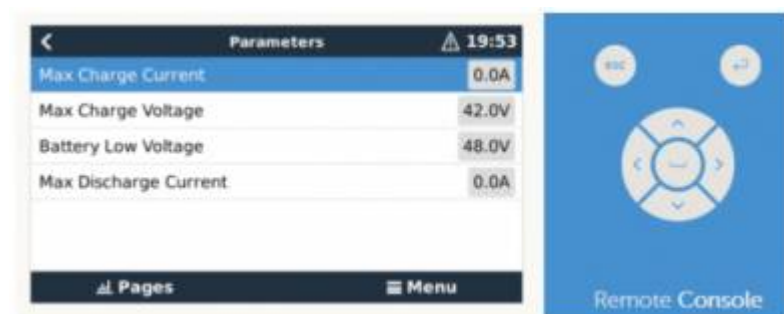 Parameters 19:53
Max Charge Current 0.0A
Max Charge Voltage 42.0V
Battery Low Voltage 48.0V
Max Discharge Current 0.0A
Pages Menu
esc
Remote Console